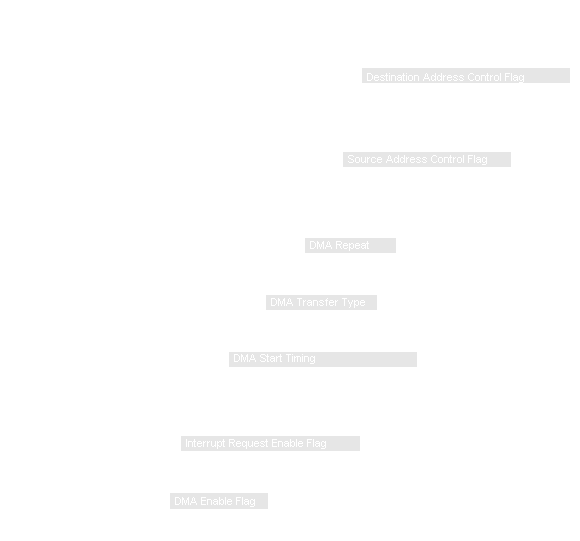 Destination Address Control Flag
Source Address Control Flag
DMA Repeat
DMA Transfer Type
DMA Start Timing
Interrupt Request Enable Flag
DMA Enable Flag